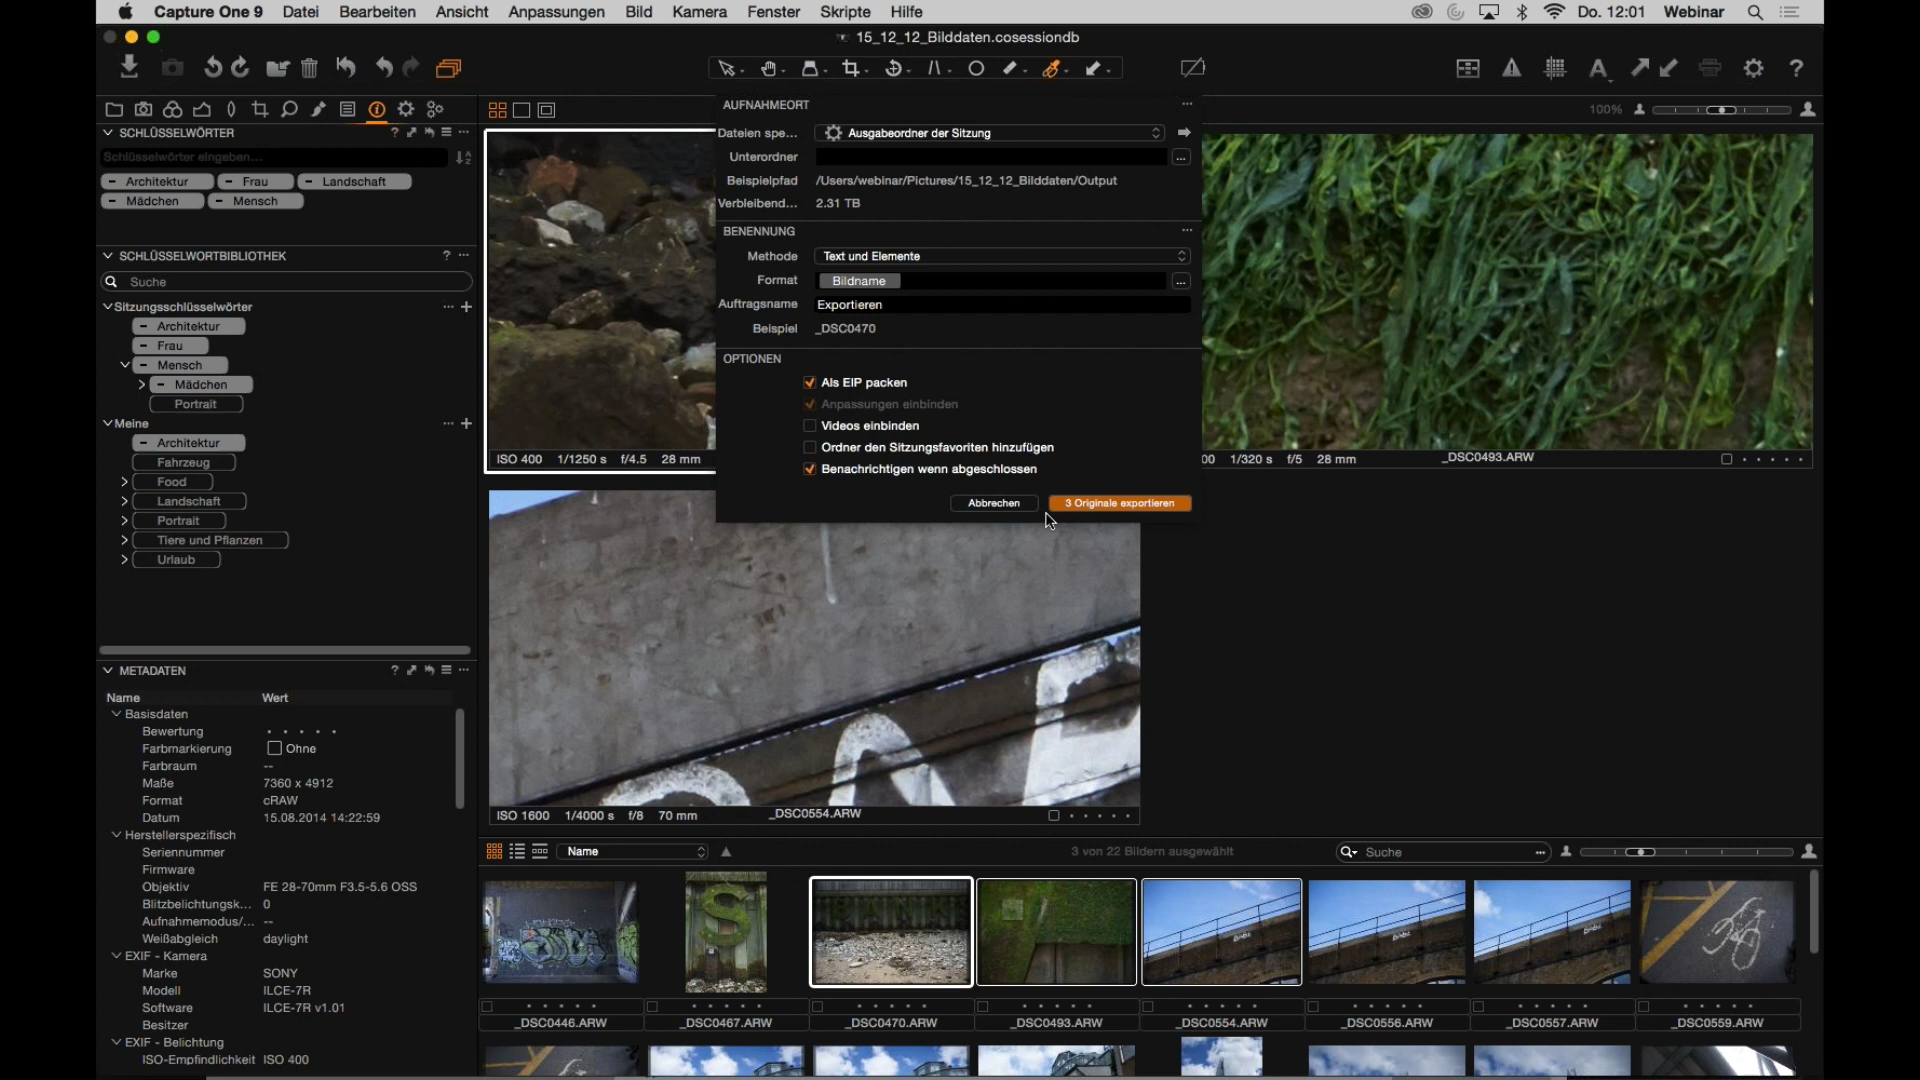 Capture One 9 Datei Bearbeiten Ansicht Anpassungen Bild Kamera Fenster Skripte Hilfe Do. 12:01 Webinar
15_12_12_Bilddaten.cosessiondb
100%
SCHLÜSSELWÖRTER
Schlüsselwörter eingeben...
Architektur Frau Landschaft
Mädchen Mensch
SCHLÜSSELWORTBIBLIOTHEK
Suche
Sitzungsschlüsselwörter
Architektur
Frau
Mensch
Mädchen
Portrait
Meine
Architektur
Fahrzeug
Food
Landschaft
Portrait
Tiere und Pflanzen
Urlaub
METADATEN
Name Wert
Basisdaten
Bewertung
Farbmarkierung Ohne
Farbraum --
Maße 7360 x 4912
Format cRAW
Datum 15.08.2014 14:22:59
Herstellerspezifisch
Seriennummer
Firmware
Objektiv FE 28-70mm F3.5-5.6 OSS
Blitzbelichtungsk... 0
Aufnahmemodus/... --
Weißabgleich daylight
EXIF - Kamera
Marke SONY
Modell ILCE-7R
Software ILCE-7R v1.01
Besitzer
EXIF - Belichtung
ISO-Empfindlichkeit ISO 400
AUFNAHMEORT
Dateien spe... Ausgabeordner der Sitzung
Unterordner
Beispielpfad /Users/webinar/Pictures/15_12_12_Bilddaten/Output
Verbleibend... 2.31 TB
BENENNUNG
Methode Text und Elemente
Format Bildname
Auftragsname Exportieren
Beispiel _DSC0470
OPTIONEN
Als EIP packen
Anpassungen einbinden
Videos einbinden
Ordner den Sitzungsfavoriten hinzufügen
Benachrichtigen wenn abgeschlossen
Abbrechen 3 Originale exportieren
ISO 400 1/1250 s f/4.5 28 mm
00 1/320 s f/5 28 mm _DSC0493.ARW
ISO 1600 1/4000 s f/8 70 mm _DSC0554.ARW
Name 3 von 22 Bildern ausgewählt Suche
_DSC0446.ARW _DSC0467.ARW _DSC0470.ARW _DSC0493.ARW _DSC0554.ARW _DSC0556.ARW _DSC0557.ARW _DSC0559.ARW